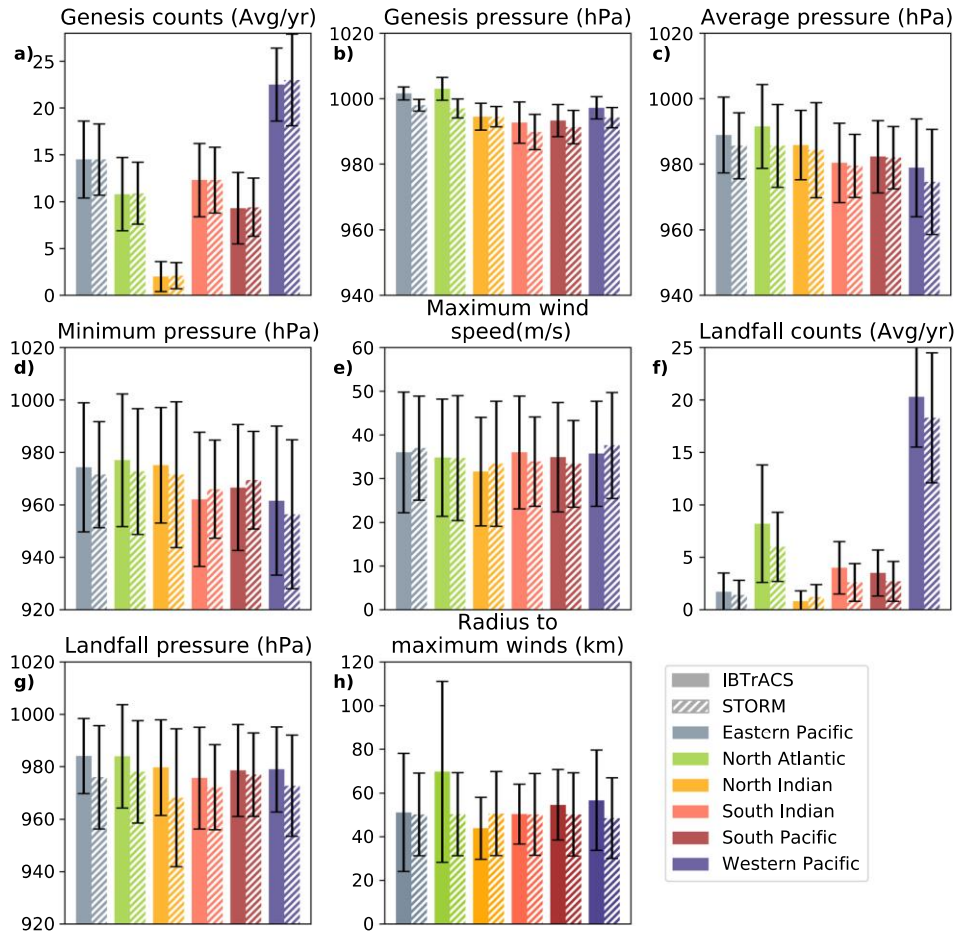 Genesis counts (Avg/yr)
a)
25
20
15
10
5
0
Genesis pressure (hPa)
b)
1020
1000
980
960
940
Average pressure (hPa)
c)
1020
1000
980
960
940
Minimum pressure (hPa)
d)
1020
1000
980
960
940
920
Maximum wind
speed(m/s)
e)
60
50
40
30
20
10
0
Landfall counts (Avg/yr)
f)
25
20
15
10
5
0
Landfall pressure (hPa)
g)
1020
1000
980
960
940
920
Radius to
maximum winds (km)
h)
120
100
80
60
40
20
0
IBTrACS
STORM
Eastern Pacific
North Atlantic
North Indian
South Indian
South Pacific
Western Pacific